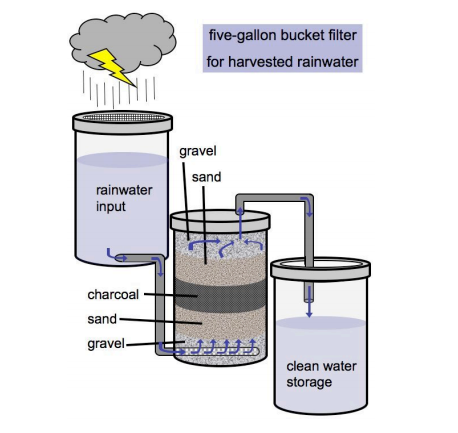 five-gallon bucket filter
for harvested rainwater
gravel
sand
rainwater
input
charcoal
sand
gravel
clean water
storage